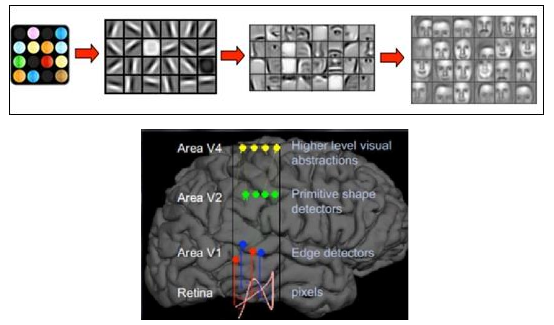 Area V4
Higher level visual
abstractions
Area V2
Primitive shape
detectors
Area V1
Edge detectors
Retina
pixels